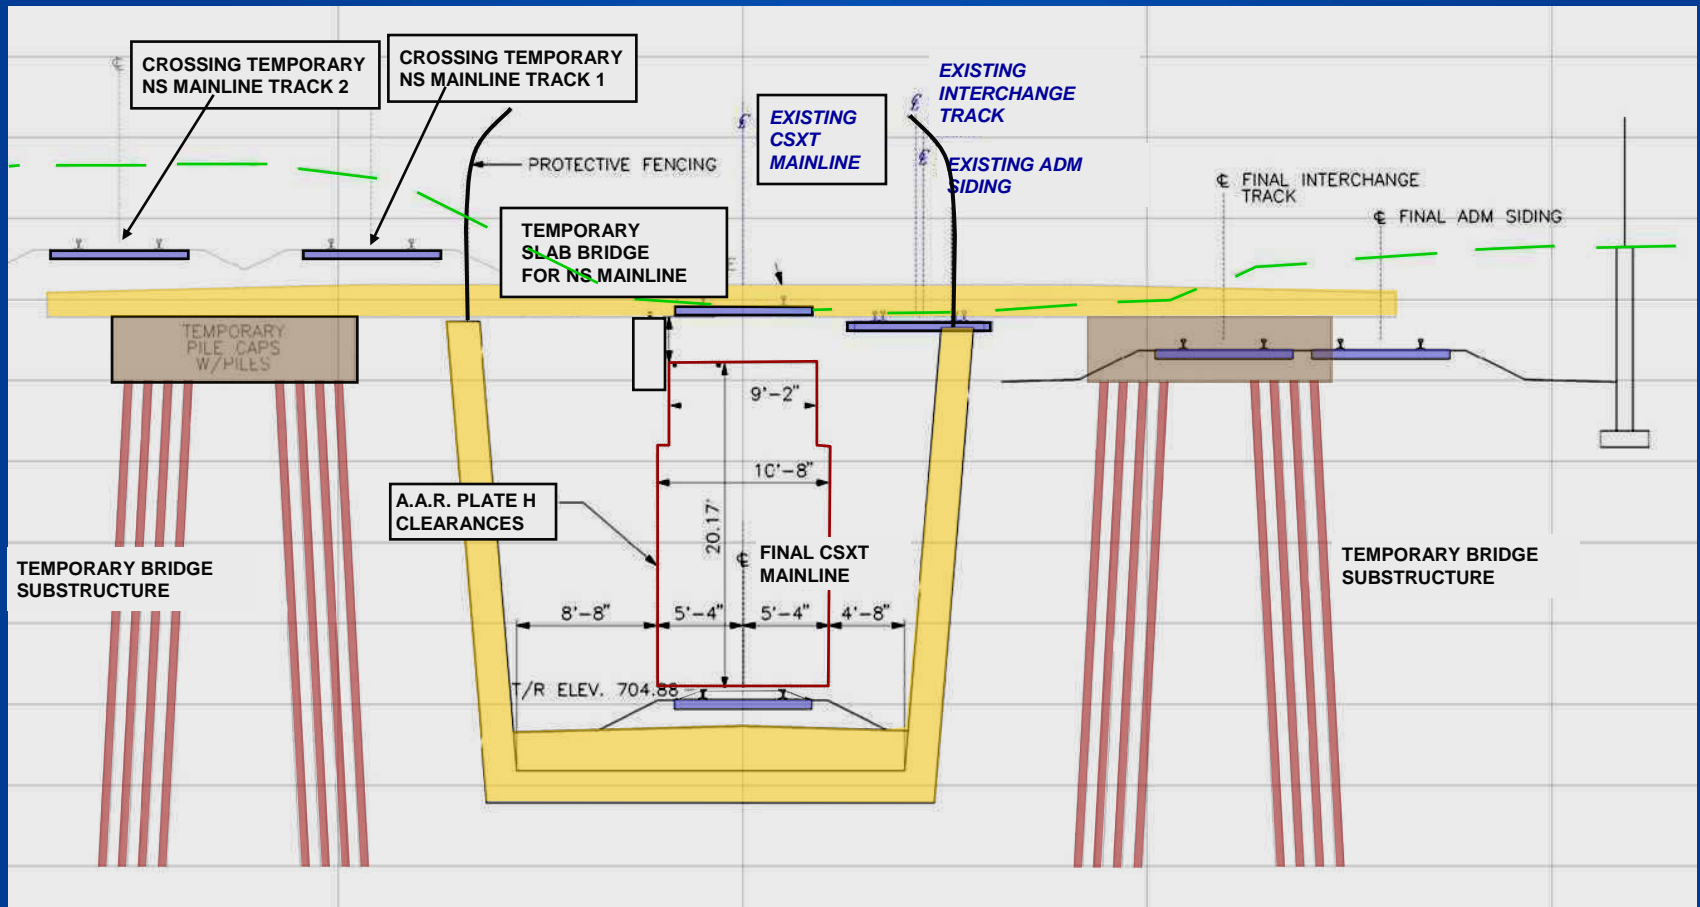 CROSSING TEMPORARY
NS MAINLINE TRACK 2
CROSSING TEMPORARY
NS MAINLINE TRACK 1
EXISTING
INTERCHANGE
TRACK
EXISTING
CSXT
MAINLINE
PROTECTIVE FENCING
EXISTING ADM
SIDING
℄ FINAL INTERCHANGE
TRACK
℄ FINAL ADM SIDING
TEMPORARY
SLAB BRIDGE
FOR NS MAINLINE
TEMPORARY
PILE CAPS
W/PILES
9'-2"
10'-8"
A.A.R. PLATE H
CLEARANCES
20.17'
℄ FINAL CSXT
MAINLINE
TEMPORARY BRIDGE
SUBSTRUCTURE
TEMPORARY BRIDGE
SUBSTRUCTURE
8'-8" 5'-4" 5'-4" 4'-8"
T/R ELEV. 704.88